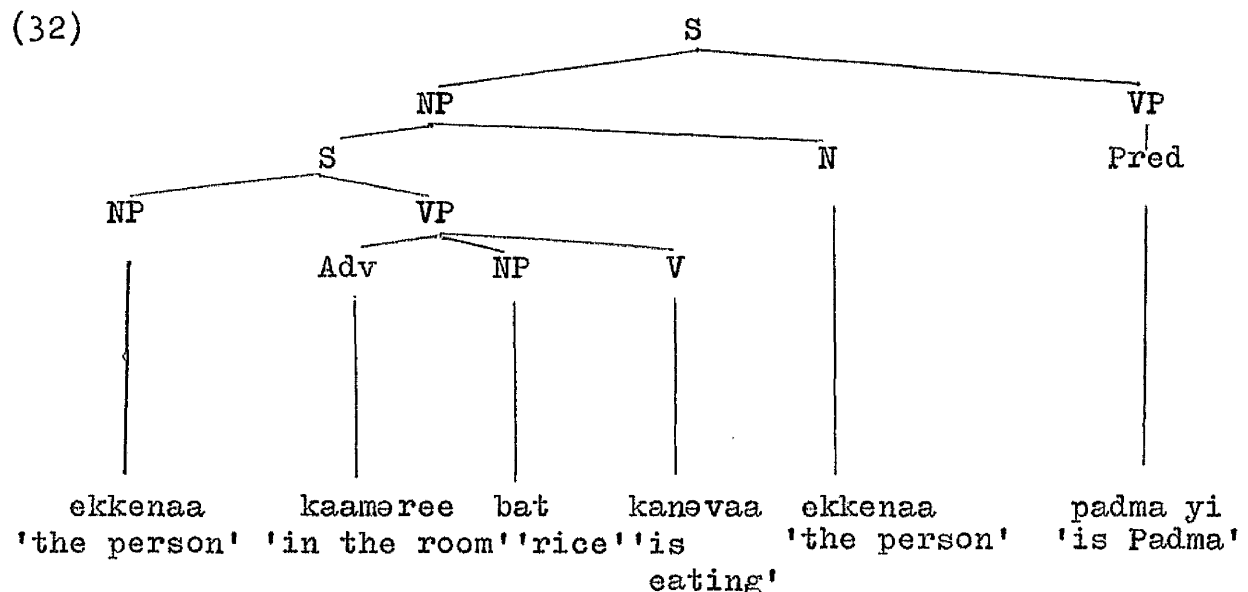 (32)
S
NP VP
S N Pred
NP VP
Adv NP V
ekkenaa kaaməree bat kanəvaa ekkenaa padma yi
'the person' 'in the room' 'rice' 'is 'the person' 'is Padma'
eating'